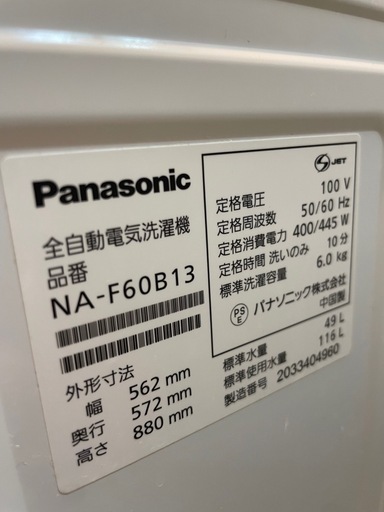 Panasonic
全自動電気洗濯機
品番
NA-F60B13
外形寸法
幅 562 mm
奥行 572 mm
高さ 880 mm
S JET
定格電圧 100 V
定格周波数 50/60 Hz
定格消費電力 400/445 W
定格時間 洗いのみ 10分
標準洗濯容量 6.0 kg
PS E パナソニック株式会社
中国製
標準水量 49 L
標準使用水量 116 L
製造番号 2033404960